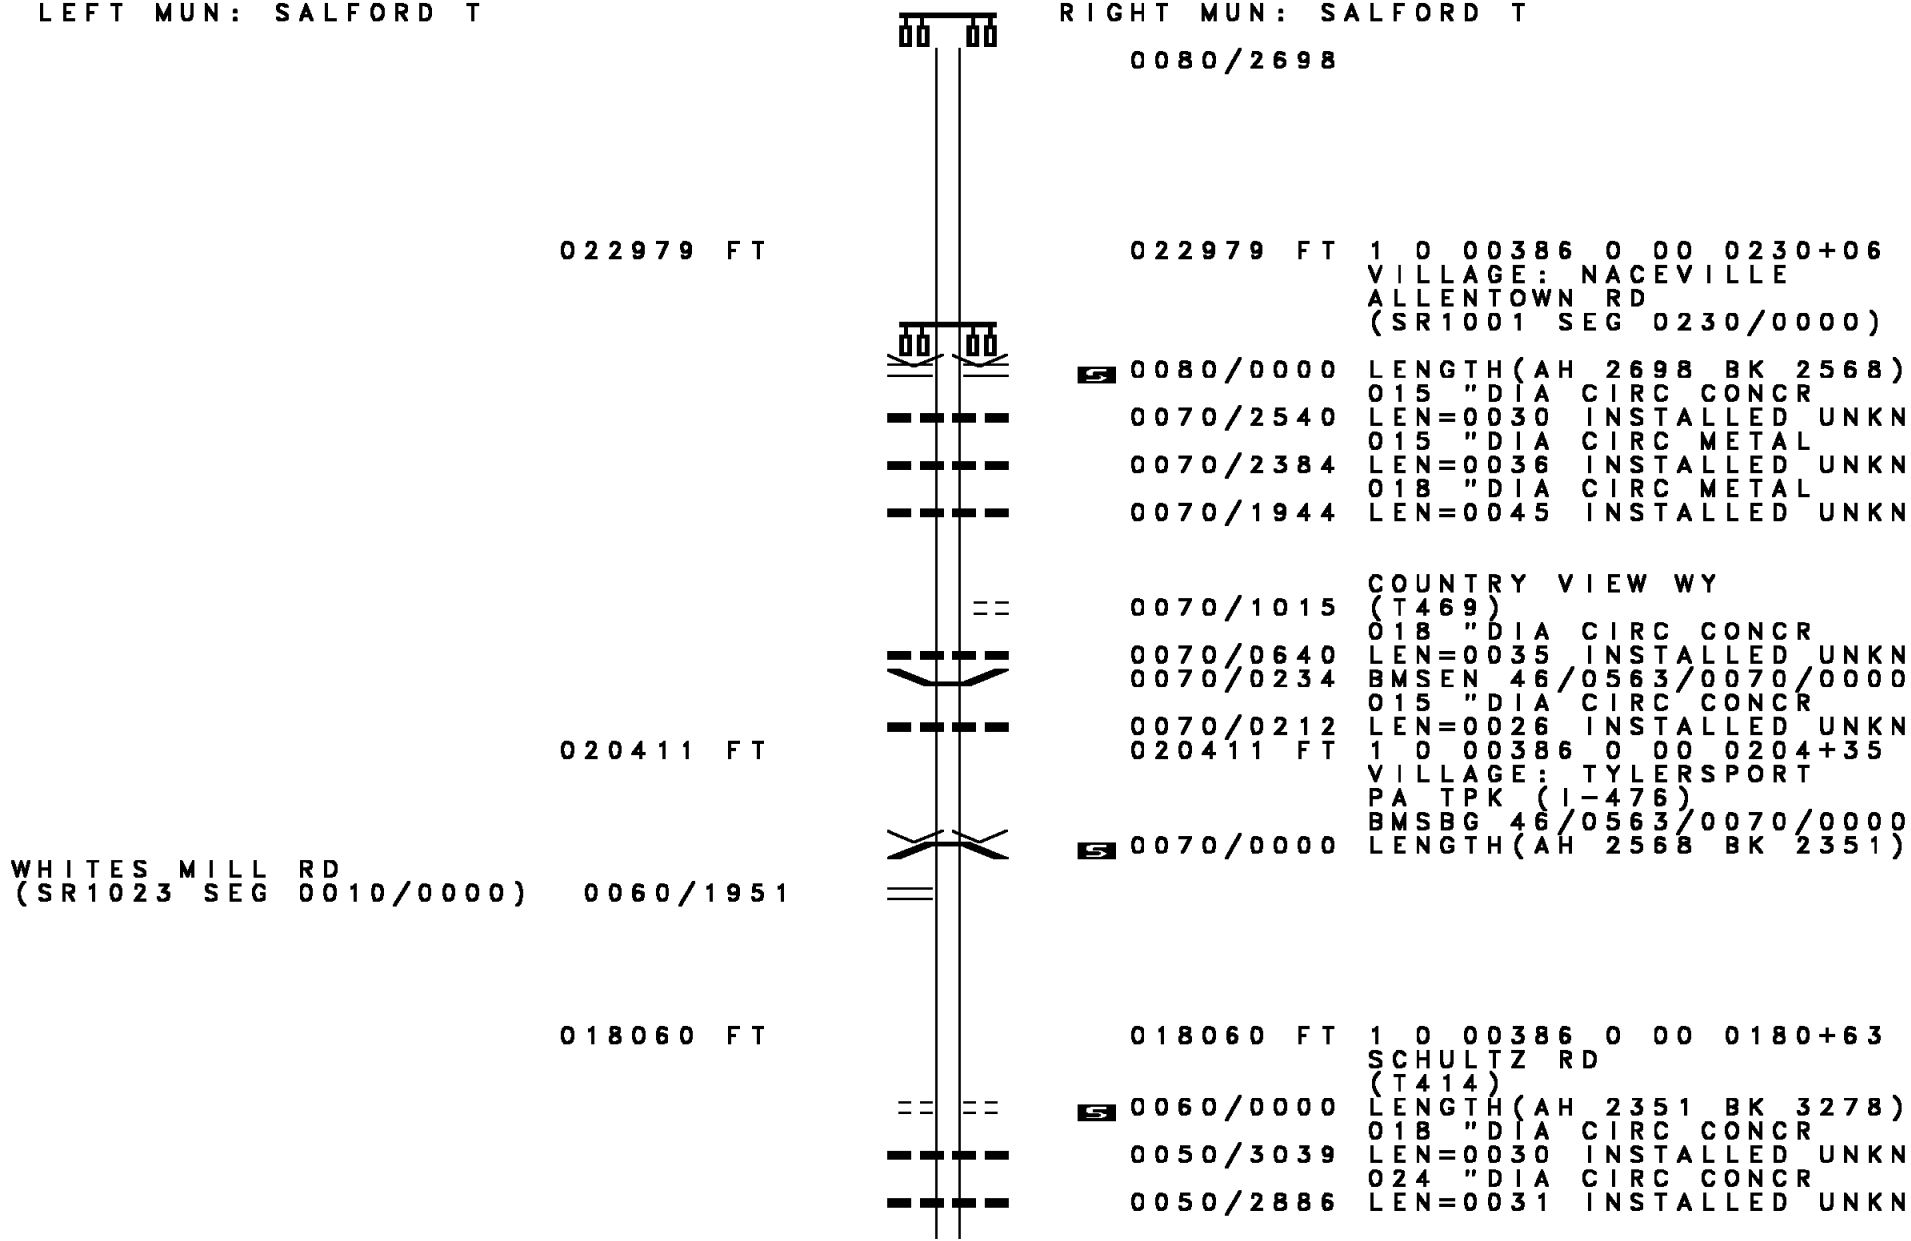 LEFT MUN: SALFORD T
RIGHT MUN: SALFORD T
0080/2698
022979 FT
022979 FT 1 0 00386 0 00 0230+06
VILLAGE: NACEVILLE
ALLENTOWN RD
(SR1001 SEG 0230/0000)
S 0080/0000 LENGTH(AH 2698 BK 2568)
015 "DIA CIRC CONCR
0070/2540 LEN=0030 INSTALLED UNKN
015 "DIA CIRC METAL
0070/2384 LEN=0036 INSTALLED UNKN
018 "DIA CIRC METAL
0070/1944 LEN=0045 INSTALLED UNKN
COUNTRY VIEW WY
0070/1015 (T469)
018 "DIA CIRC CONCR
0070/0640 LEN=0035 INSTALLED UNKN
0070/0234 BMSEN 46/0563/0070/0000
015 "DIA CIRC CONCR
0070/0212 LEN=0026 INSTALLED UNKN
020411 FT
020411 FT 1 0 00386 0 00 0204+35
VILLAGE: TYLERSPORT
PA TPK (I-476)
BMSBG 46/0563/0070/0000
S 0070/0000 LENGTH(AH 2568 BK 2351)
WHITES MILL RD
(SR1023 SEG 0010/0000) 0060/1951
018060 FT
018060 FT 1 0 00386 0 00 0180+63
SCHULTZ RD
(T414)
S 0060/0000 LENGTH(AH 2351 BK 3278)
018 "DIA CIRC CONCR
0050/3039 LEN=0030 INSTALLED UNKN
024 "DIA CIRC CONCR
0050/2886 LEN=0031 INSTALLED UNKN